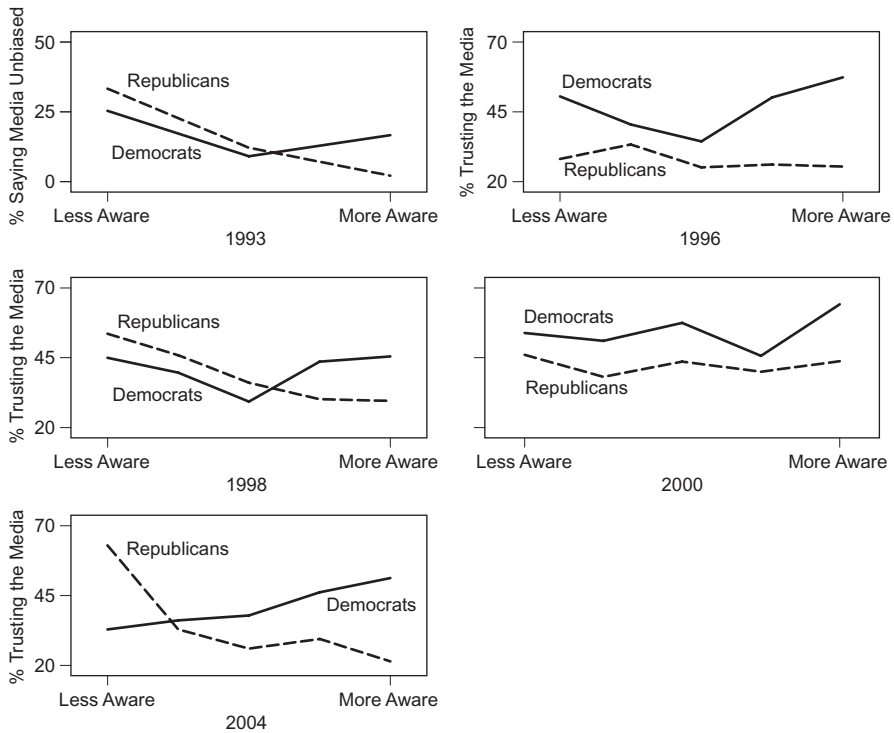 % Saying Media Unbiased
50
25
0
Republicans
Democrats
Less Aware
More Aware
1993
% Trusting the Media
70
45
20
Democrats
Republicans
Less Aware
More Aware
1996
% Trusting the Media
70
45
20
Republicans
Democrats
Less Aware
More Aware
1998
Democrats
Republicans
Less Aware
More Aware
2000
% Trusting the Media
70
45
20
Republicans
Democrats
Less Aware
More Aware
2004